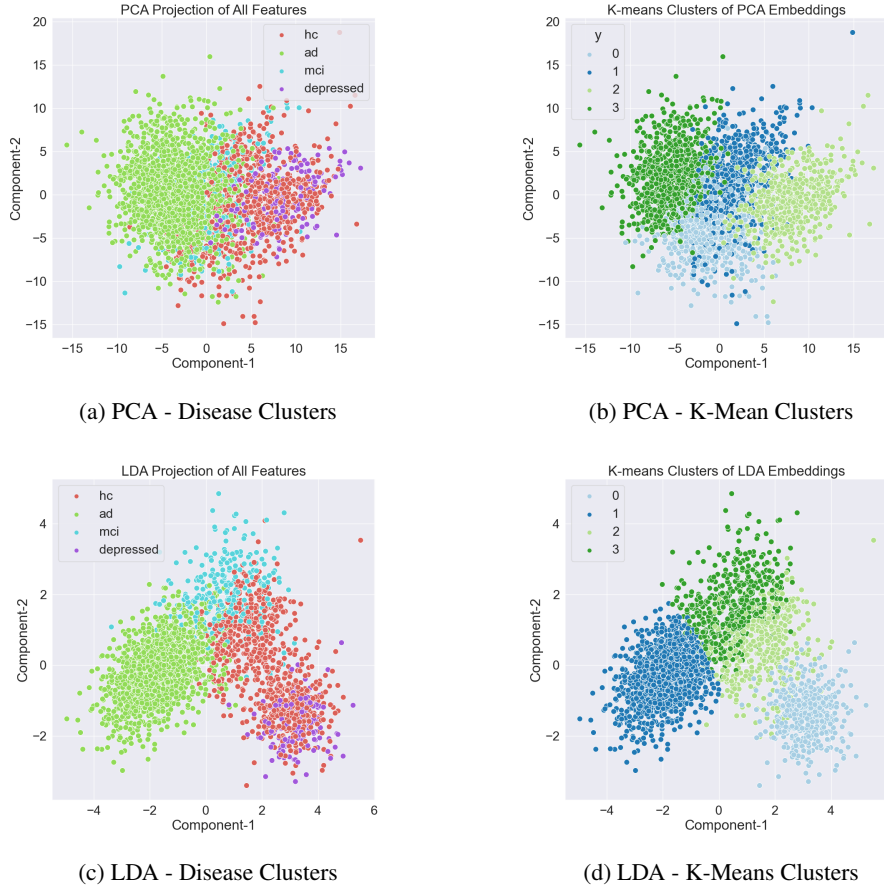 PCA Projection of All Features
hc
ad
mci
depressed
20
15
10
5
0
−5
−10
−15
Component-2
−15
−10
−5
0
5
10
15
Component-1
(a) PCA - Disease Clusters
K-means Clusters of PCA Embeddings
y
0
1
2
3
20
15
10
5
0
−5
−10
−15
Component-2
−15
−10
−5
0
5
10
15
Component-1
(b) PCA - K-Mean Clusters
LDA Projection of All Features
hc
ad
mci
depressed
4
2
0
−2
Component-2
−4
−2
0
2
4
6
Component-1
(c) LDA - Disease Clusters
K-means Clusters of LDA Embeddings
0
1
2
3
4
2
0
−2
Component-2
−4
−2
0
2
4
Component-1
(d) LDA - K-Means Clusters